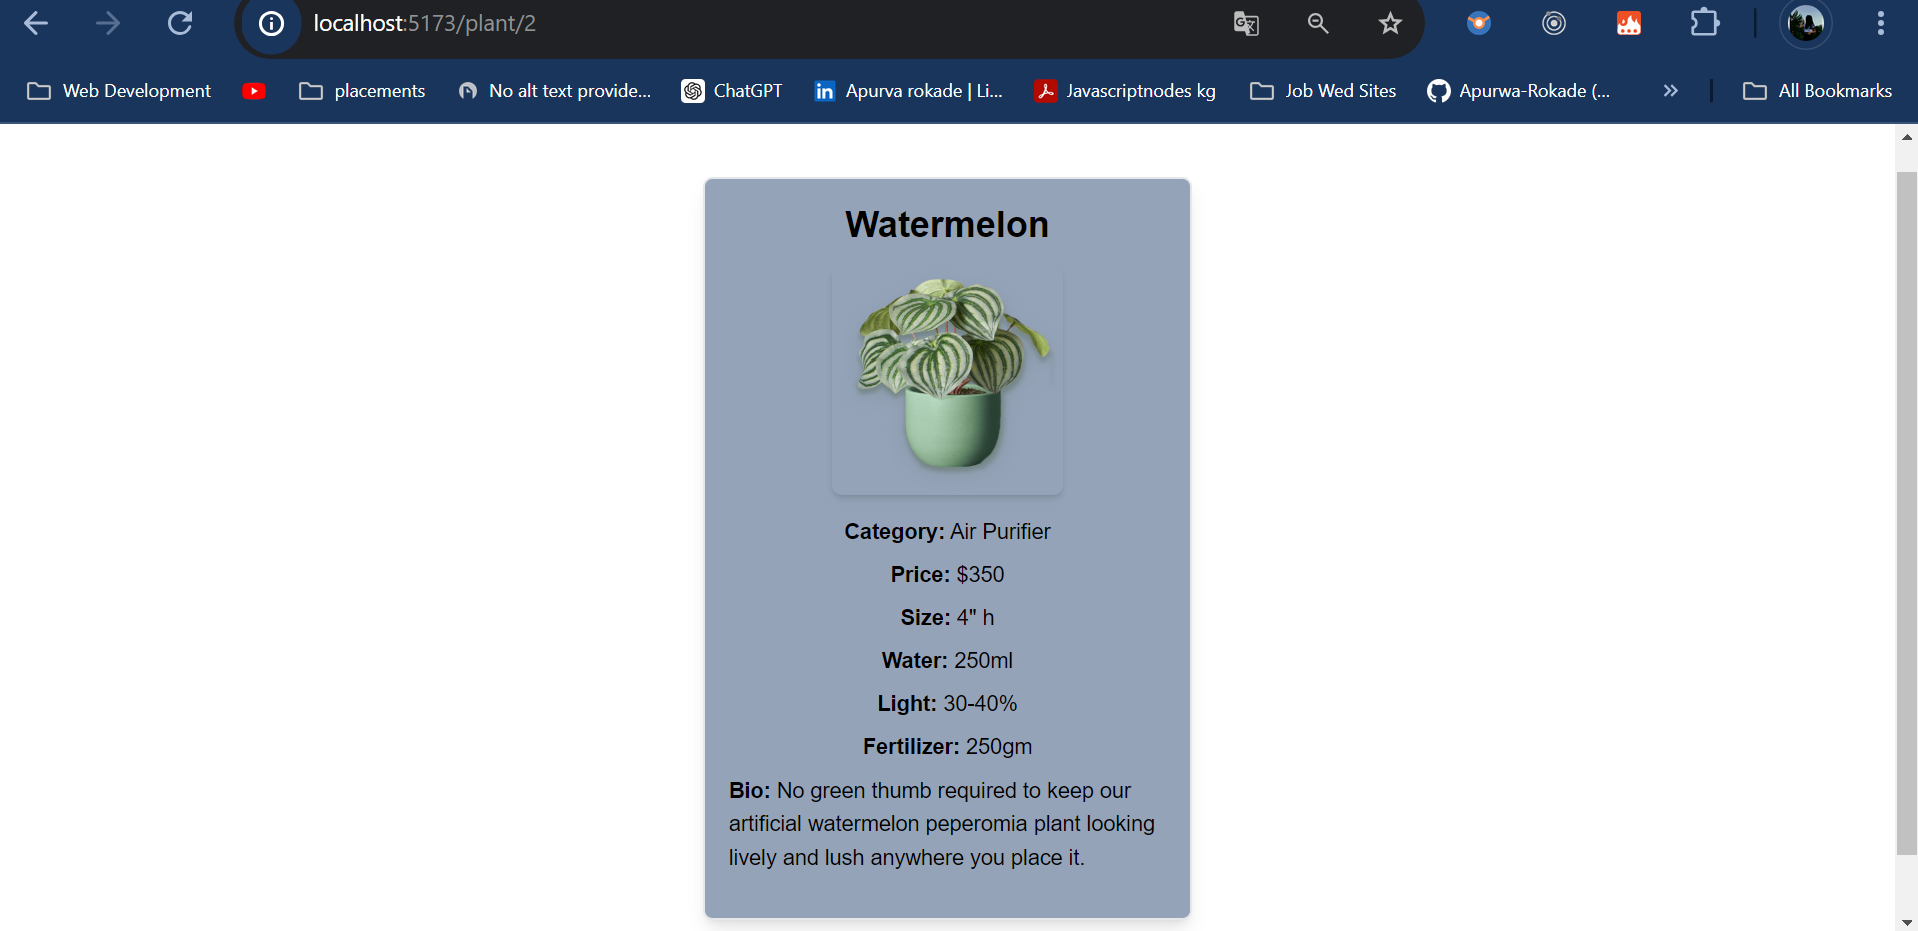 localhost:5173/plant/2
Web Development
placements
No alt text provide...
ChatGPT
Apurva rokade | Li...
Javascriptnodes kg
Job Wed Sites
Apurwa-Rokade (...
All Bookmarks
Watermelon
Category: Air Purifier
Price: $350
Size: 4" h
Water: 250ml
Light: 30-40%
Fertilizer: 250gm
Bio: No green thumb required to keep our
artificial watermelon peperomia plant looking
lively and lush anywhere you place it.